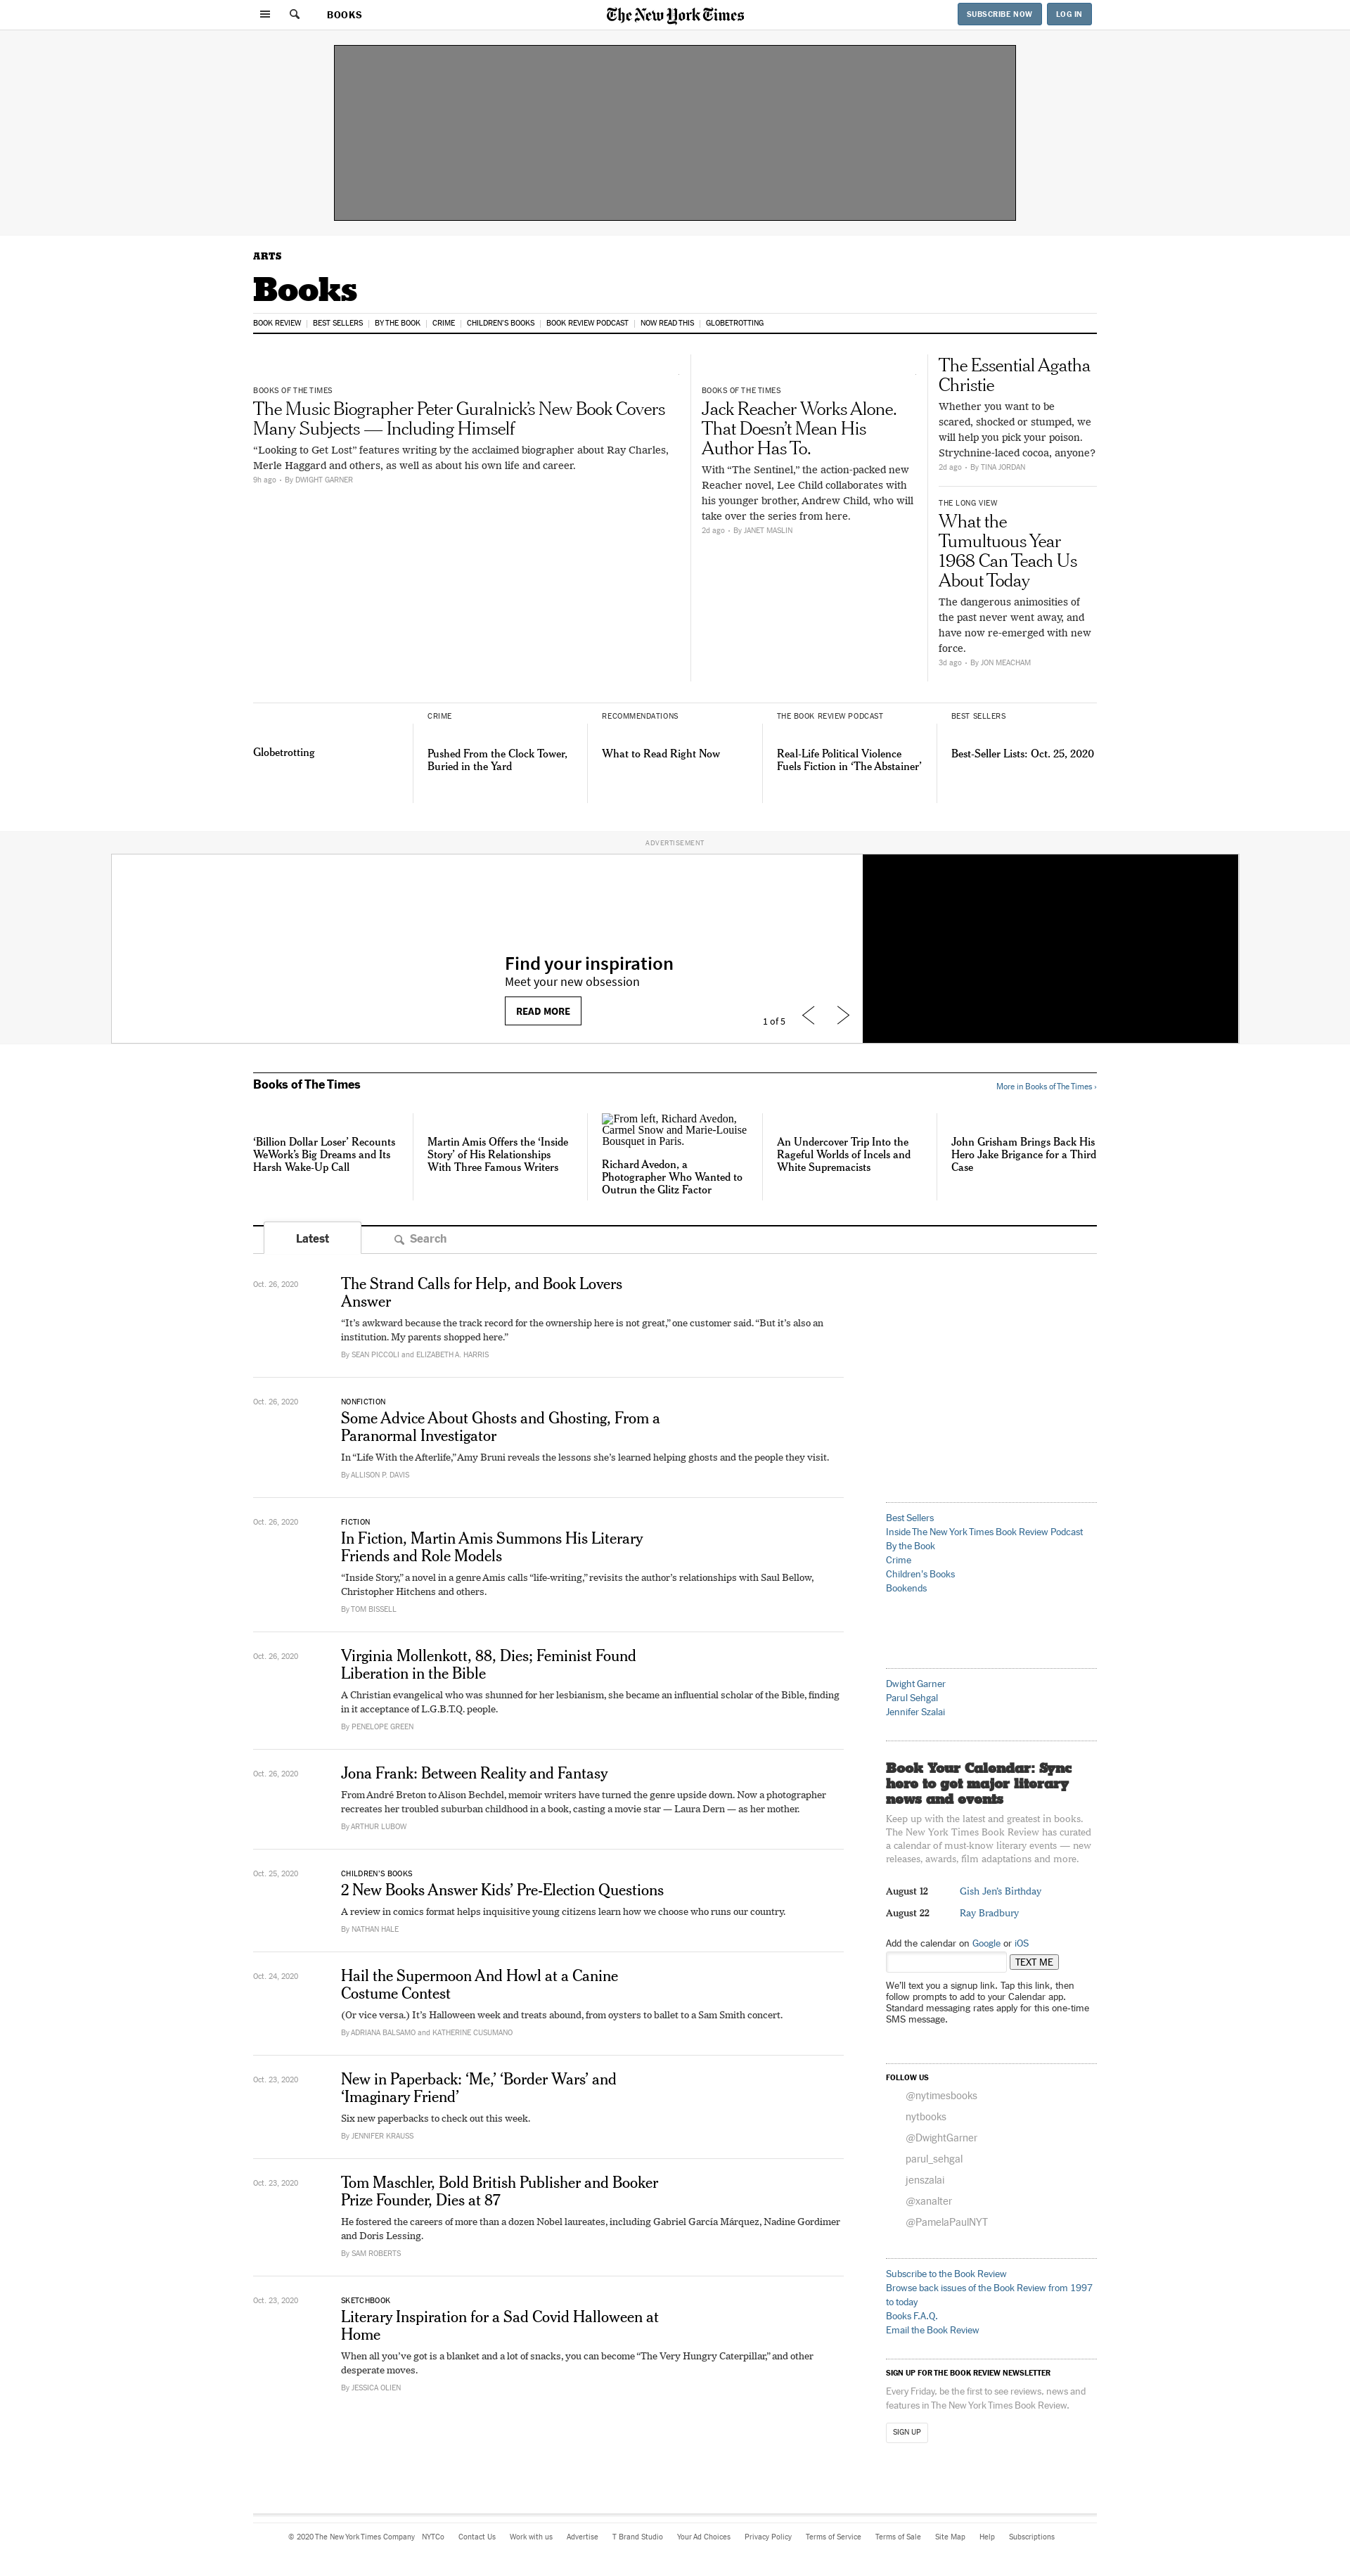 BOOKS
The New York Times
SUBSCRIBE NOW
LOG IN
ARTS
Books
BOOK REVIEW
BEST SELLERS
BY THE BOOK
CRIME
CHILDREN'S BOOKS
BOOK REVIEW PODCAST
NOW READ THIS
GLOBETROTTING
BOOKS OF THE TIMES
The Music Biographer Peter Guralnick’s New Book Covers
Many Subjects — Including Himself
“Looking to Get Lost” features writing by the acclaimed biographer about Ray Charles,
Merle Haggard and others, as well as about his own life and career.
9h ago • By DWIGHT GARNER
BOOKS OF THE TIMES
Jack Reacher Works Alone.
That Doesn’t Mean His
Author Has To.
With “The Sentinel,” the action-packed new
Reacher novel, Lee Child collaborates with
his younger brother, Andrew Child, who will
take over the series from here.
2d ago • By JANET MASLIN
The Essential Agatha
Christie
Whether you want to be
scared, shocked or stumped, we
will help you pick your poison.
Strychnine-laced cocoa, anyone?
2d ago • By TINA JORDAN
THE LONG VIEW
What the
Tumultuous Year
1968 Can Teach Us
About Today
The dangerous animosities of
the past never went away, and
have now re-emerged with new
force.
3d ago • By JON MEACHAM
Globetrotting
CRIME
Pushed From the Clock Tower,
Buried in the Yard
RECOMMENDATIONS
What to Read Right Now
THE BOOK REVIEW PODCAST
Real-Life Political Violence
Fuels Fiction in ‘The Abstainer’
BEST SELLERS
Best-Seller Lists: Oct. 25, 2020
ADVERTISEMENT
Find your inspiration
Meet your new obsession
READ MORE
1 of 5
Books of The Times
More in Books of The Times ›
‘Billion Dollar Loser’ Recounts
WeWork’s Big Dreams and Its
Harsh Wake-Up Call
Martin Amis Offers the ‘Inside
Story’ of His Relationships
With Three Famous Writers
From left, Richard Avedon,
Carmel Snow and Marie-Louise
Bousquet in Paris.
Richard Avedon, a
Photographer Who Wanted to
Outrun the Glitz Factor
An Undercover Trip Into the
Rageful Worlds of Incels and
White Supremacists
John Grisham Brings Back His
Hero Jake Brigance for a Third
Case
Latest
Search
Oct. 26, 2020
The Strand Calls for Help, and Book Lovers
Answer
“It’s awkward because the track record for the ownership here is not great,” one customer said. “But it’s also an
institution. My parents shopped here.”
By SEAN PICCOLI and ELIZABETH A. HARRIS
Oct. 26, 2020
NONFICTION
Some Advice About Ghosts and Ghosting, From a
Paranormal Investigator
In “Life With the Afterlife,” Amy Bruni reveals the lessons she’s learned helping ghosts and the people they visit.
By ALLISON P. DAVIS
Oct. 26, 2020
FICTION
In Fiction, Martin Amis Summons His Literary
Friends and Role Models
“Inside Story,” a novel in a genre Amis calls “life-writing,” revisits the author’s relationships with Saul Bellow,
Christopher Hitchens and others.
By TOM BISSELL
Oct. 26, 2020
Virginia Mollenkott, 88, Dies; Feminist Found
Liberation in the Bible
A Christian evangelical who was shunned for her lesbianism, she became an influential scholar of the Bible, finding
in it acceptance of L.G.B.T.Q. people.
By PENELOPE GREEN
Oct. 26, 2020
Jona Frank: Between Reality and Fantasy
From André Breton to Alison Bechdel, memoir writers have turned the genre upside down. Now a photographer
recreates her troubled suburban childhood in a book, casting a movie star — Laura Dern — as her mother.
By ARTHUR LUBOW
Oct. 25, 2020
CHILDREN’S BOOKS
2 New Books Answer Kids’ Pre-Election Questions
A review in comics format helps inquisitive young citizens learn how we choose who runs our country.
By NATHAN HALE
Oct. 24, 2020
Hail the Supermoon And Howl at a Canine
Costume Contest
(Or vice versa.) It’s Halloween week and treats abound, from oysters to ballet to a Sam Smith concert.
By ADRIANA BALSAMO and KATHERINE CUSUMANO
Oct. 23, 2020
New in Paperback: ‘Me,’ ‘Border Wars’ and
‘Imaginary Friend’
Six new paperbacks to check out this week.
By JENNIFER KRAUSS
Oct. 23, 2020
Tom Maschler, Bold British Publisher and Booker
Prize Founder, Dies at 87
He fostered the careers of more than a dozen Nobel laureates, including Gabriel García Márquez, Nadine Gordimer
and Doris Lessing.
By SAM ROBERTS
Oct. 23, 2020
SKETCHBOOK
Literary Inspiration for a Sad Covid Halloween at
Home
When all you’ve got is a blanket and a lot of snacks, you can become “The Very Hungry Caterpillar,” and other
desperate moves.
By JESSICA OLIEN
Best Sellers
Inside The New York Times Book Review Podcast
By the Book
Crime
Children's Books
Bookends
Dwight Garner
Parul Sehgal
Jennifer Szalai
Book Your Calendar: Sync
here to get major literary
news and events
Keep up with the latest and greatest in books.
The New York Times Book Review has curated
a calendar of must-know literary events — new
releases, awards, film adaptations and more.
August 12
Gish Jen's Birthday
August 22
Ray Bradbury
Add the calendar on Google or iOS
TEXT ME
We’ll text you a signup link. Tap this link, then
follow prompts to add to your Calendar app.
Standard messaging rates apply for this one-time
SMS message.
FOLLOW US
@nytimesbooks
nytbooks
@DwightGarner
parul_sehgal
jenszalai
@xanalter
@PamelaPaulNYT
Subscribe to the Book Review
Browse back issues of the Book Review from 1997
to today
Books F.A.Q.
Email the Book Review
SIGN UP FOR THE BOOK REVIEW NEWSLETTER
Every Friday, be the first to see reviews, news and
features in The New York Times Book Review.
SIGN UP
© 2020 The New York Times Company
NYTCo
Contact Us
Work with us
Advertise
T Brand Studio
Your Ad Choices
Privacy Policy
Terms of Service
Terms of Sale
Site Map
Help
Subscriptions